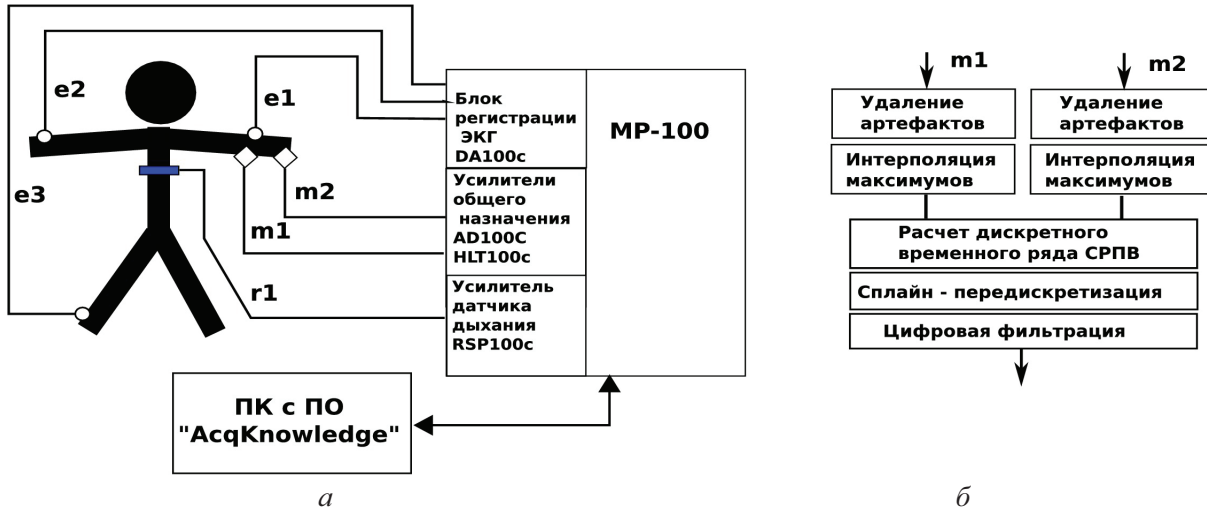 e2
e1
e3
m2
m1
r1
Блок
регистрации
ЭКГ
DA100c
Усилители
общего
назначения
AD100C
HLT100c
Усилитель
датчика
дыхания
RSP100c
MP-100
ПК с ПО
"AcqKnowledge"
а
m1
m2
Удаление
артефактов
Удаление
артефактов
Интерполяция
максимумов
Интерполяция
максимумов
Расчет дискретного
временного ряда СРПВ
Сплайн - передискретизация
Цифровая фильтрация
б